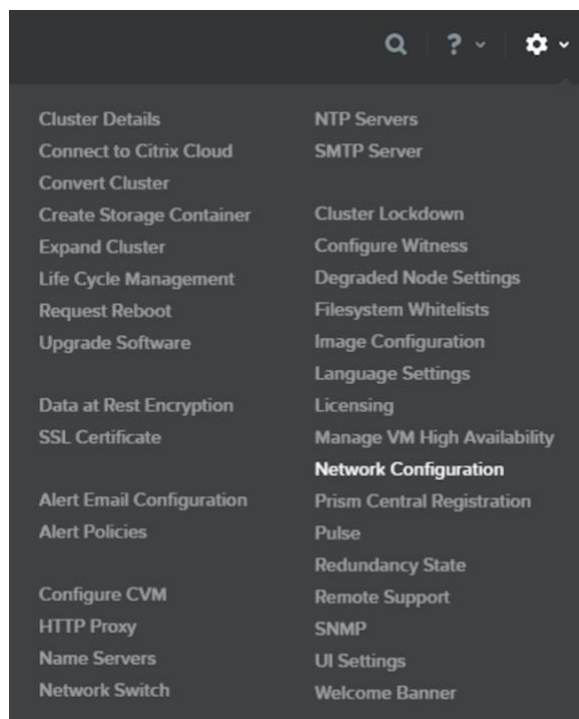 ?
Cluster Details
Connect to Citrix Cloud
Convert Cluster
Create Storage Container
Expand Cluster
Life Cycle Management
Request Reboot
Upgrade Software
Data at Rest Encryption
SSL Certificate
Alert Email Configuration
Alert Policies
Configure CVM
HTTP Proxy
Name Servers
Network Switch
NTP Servers
SMTP Server
Cluster Lockdown
Configure Witness
Degraded Node Settings
Filesystem Whitelists
Image Configuration
Language Settings
Licensing
Manage VM High Availability
Network Configuration
Prism Central Registration
Pulse
Redundancy State
Remote Support
SNMP
UI Settings
Welcome Banner